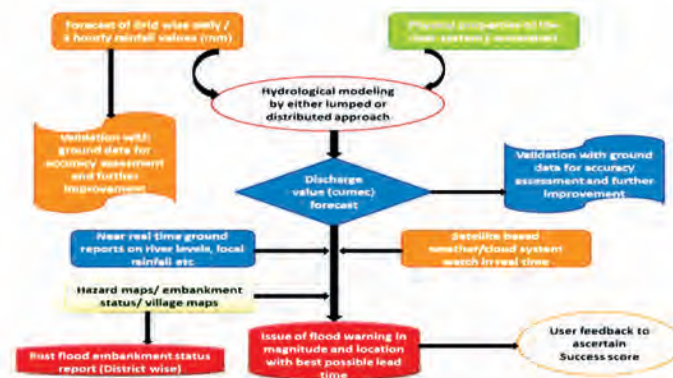 Forecast of Grid wise daily /
3 hourly rainfall values (mm)
Physical properties of the
Hydrological modeling
by either lumped or
distributed approach
Validation with
ground data for
accuracy assessment
and further
improvement
Discharge
value (cumec)
forecast
Validation with ground
data for accuracy
assessment and further
improvement
Near real time ground
reports on river levels, local
rainfall etc
Satellite based
weather/cloud system
watch in real time
Hazard maps/ embankment
status/ village maps
Post flood embankment status
report (District wise)
Issue of flood warning in
magnitude and location
with best possible lead
time
User feedback to
ascertain
Success score